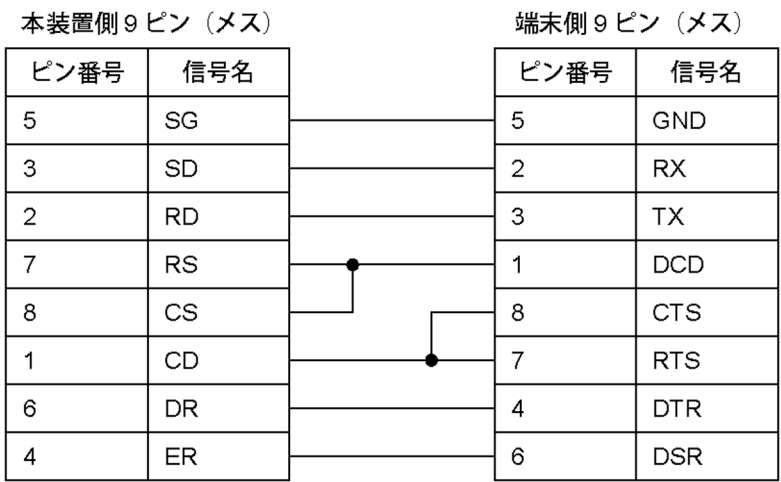 本装置側9ピン（メス） 端末側9ピン（メス）
ピン番号 信号名 ピン番号 信号名
5 SG 5 GND
3 SD 2 RX
2 RD 3 TX
7 RS 1 DCD
8 CS 8 CTS
1 CD 7 RTS
6 DR 4 DTR
4 ER 6 DSR